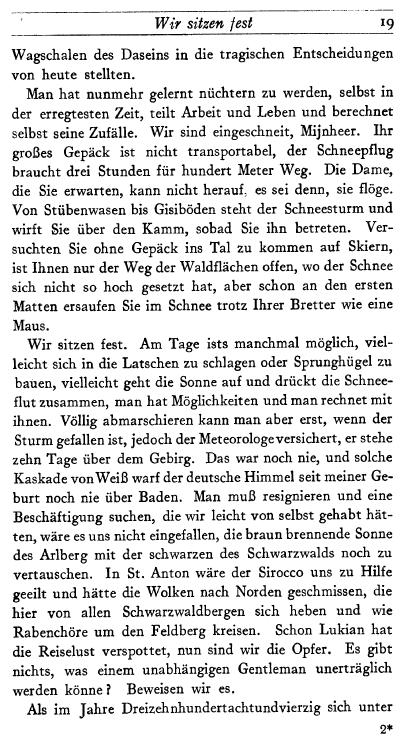 Wir sitzen fest 19
Wagschalen des Daseins in die tragischen Entscheidungen
von heute stellten.
Man hat nunmehr gelernt nüchtern zu werden, selbst in
der erregtesten Zeit, teilt Arbeit und Leben und berechnet
selbst seine Zufälle. Wir sind eingeschneit, Mijnheer. Ihr
großes Gepäck ist nicht transportabel, der Schneepflug
braucht drei Stunden für hundert Meter Weg. Die Dame,
die Sie erwarten, kann nicht herauf, es sei denn, sie flöge.
Von Stübenwasen bis Gisiböden steht der Schneesturm und
wirft Sie über den Kamm, sobad Sie ihn betreten. Ver-
suchten Sie ohne Gepäck ins Tal zu kommen auf Skiern,
ist Ihnen nur der Weg der Waldflächen offen, wo der Schnee
sich nicht so hoch gesetzt hat, aber schon an den ersten
Matten ersaufen Sie im Schnee trotz Ihrer Bretter wie eine
Maus.
Wir sitzen fest. Am Tage ists manchmal möglich, viel-
leicht sich in die Latschen zu schlagen oder Sprunghügel zu
bauen, vielleicht geht die Sonne auf und drückt die Schnee-
flut zusammen, man hat Möglichkeiten und man rechnet mit
ihnen. Völlig abmarschieren kann man aber erst, wenn der
Sturm gefallen ist, jedoch der Meteorologe versichert, er stehe
zehn Tage über dem Gebirg. Das war noch nie, und solche
Kaskade von Weiß warf der deutsche Himmel seit meiner Ge-
burt noch nie über Baden. Man muß resignieren und eine
Beschäftigung suchen, die wir leicht von selbst gehabt hät-
ten, wäre es uns nicht eingefallen, die braun brennende Sonne
des Arlberg mit der schwarzen des Schwarzwalds noch zu
vertauschen. In St. Anton wäre der Sirocco uns zu Hilfe
geeilt und hätte die Wolken nach Norden geschmissen, die
hier von allen Schwarzwaldbergen sich heben und wie
Rabenchöre um den Feldberg kreisen. Schon Lukian hat
die Reiselust verspottet, nun sind wir die Opfer. Es gibt
nichts, was einem unabhängigen Gentleman unerträglich
werden könne? Beweisen wir es.
Als im Jahre Dreizehnhundertachtundvierzig sich unter
2*